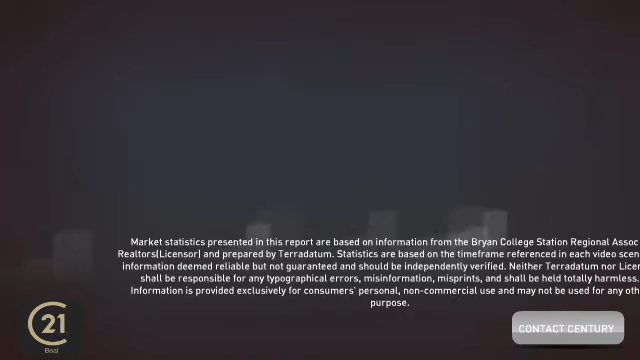 Market statistics presented in this report are based on information from the Bryan College Station Regional Assoc
Realtors(Licensor) and prepared by Terradatum. Statistics are based on the timeframe referenced in each video scen
information deemed reliable but not guaranteed and should be independently verified. Neither Terradatum nor Licen
shall be responsible for any typographical errors, misinformation, misprints, and shall be held totally harmless.
Information is provided exclusively for consumers' personal, non-commercial use and may not be used for any oth
purpose.
C21
Beal
CONTACT CENTURY